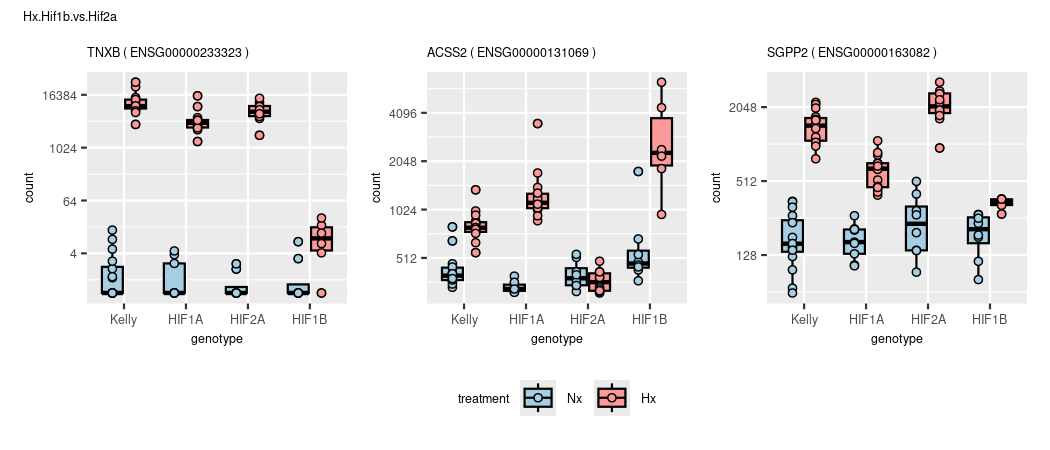 Hx.Hif1b.vs.Hif2a
TNXB ( ENSG00000233323 )
count
16384
1024
64
4
Kelly HIF1A HIF2A HIF1B
genotype
ACSS2 ( ENSG00000131069 )
count
4096
2048
1024
512
Kelly HIF1A HIF2A HIF1B
genotype
SGPP2 ( ENSG00000163082 )
count
2048
512
128
Kelly HIF1A HIF2A HIF1B
genotype
treatment Nx Hx